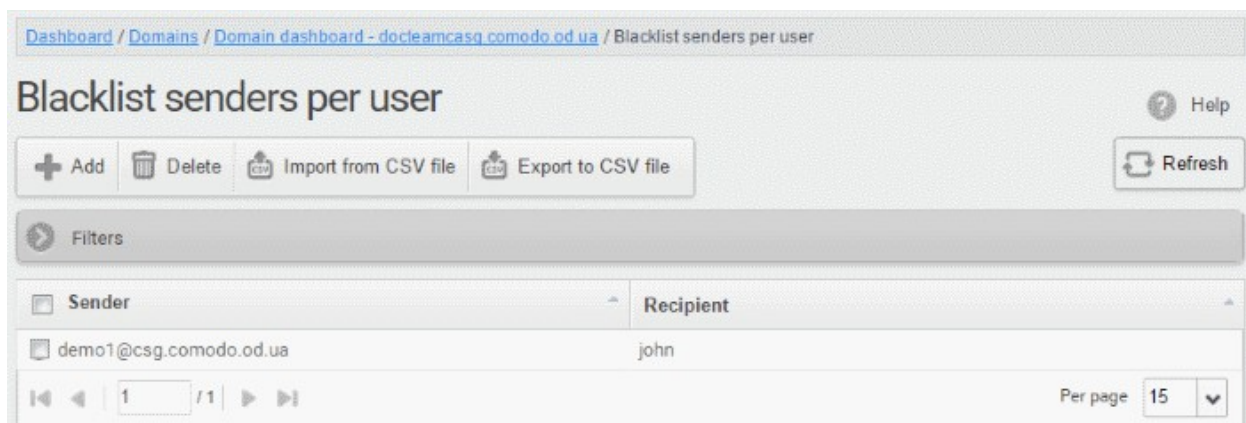 Dashboard / Domains / Domain dashboard - docteamcasg.comodo.od.ua / Blacklist senders per user
Blacklist senders per user
Help
Add Delete Import from CSV file Export to CSV file Refresh
Filters
Sender Recipient
demo1@csg.comodo.od.ua john
1 / 1 Per page 15